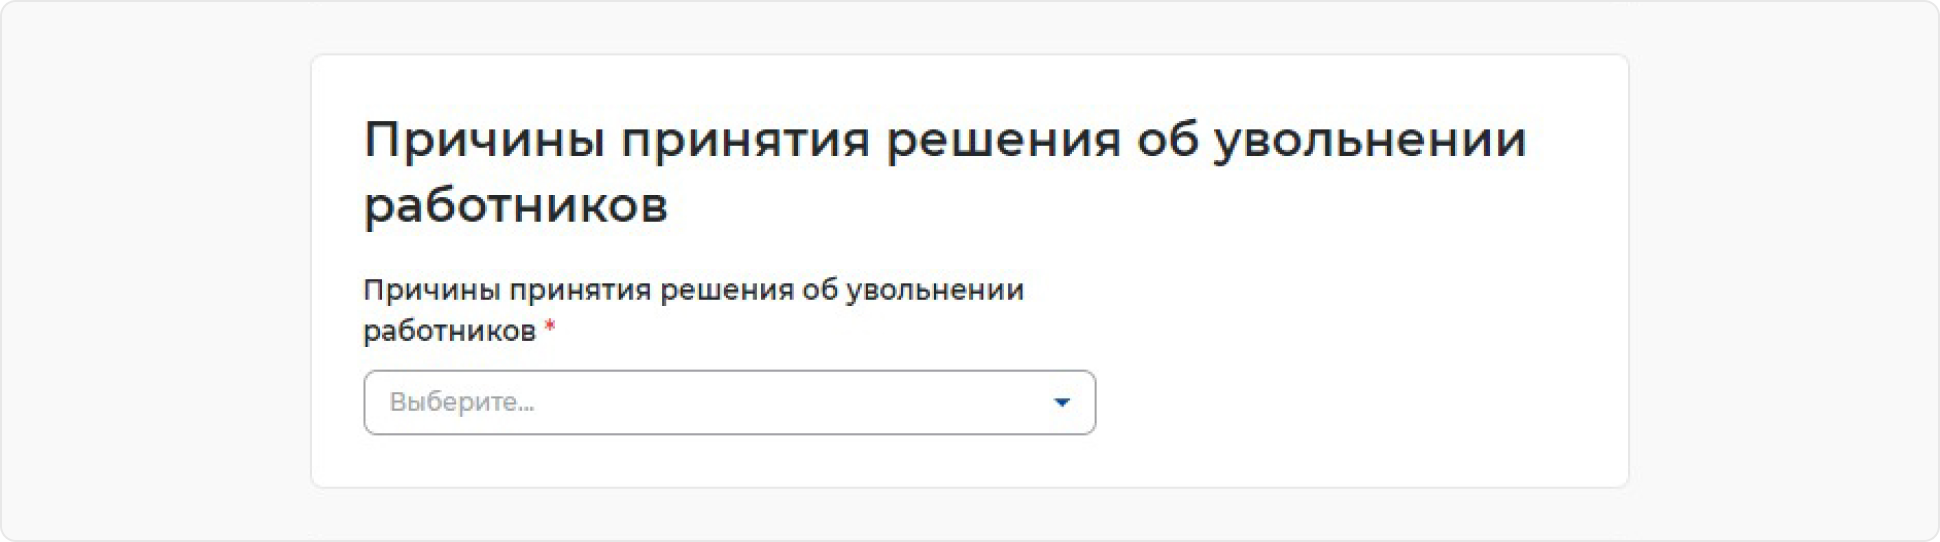 Причины принятия решения об увольнении
работников
Причины принятия решения об увольнении
работников *
Выберите...